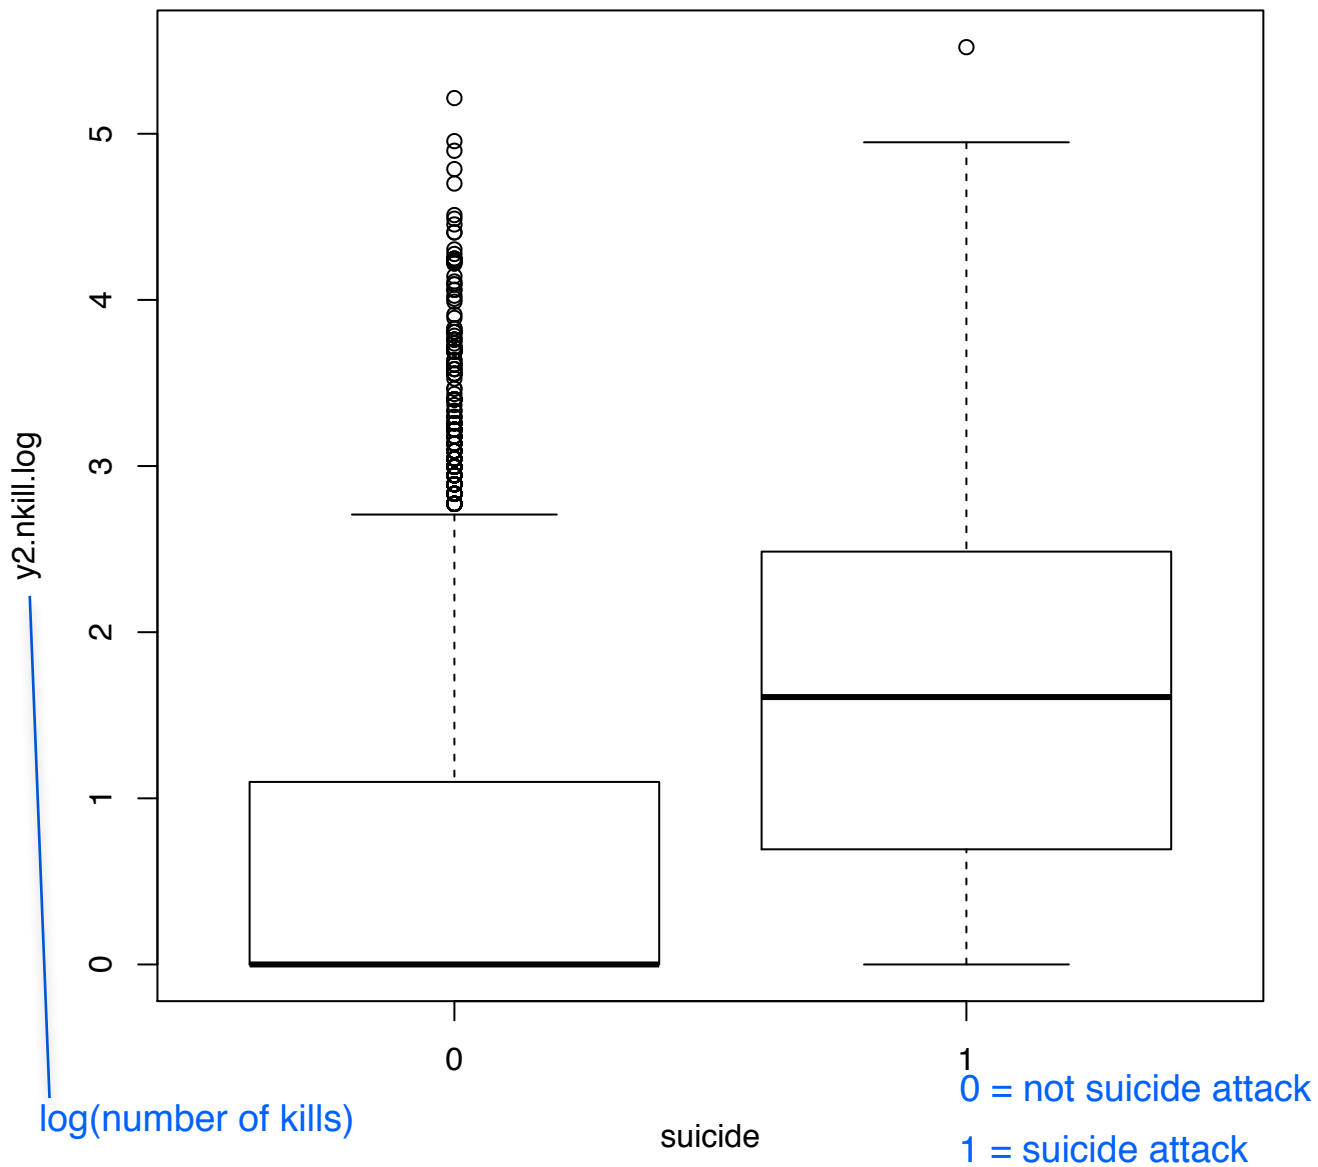 5
4
3
2
1
0
y2.nkill.log
0
1
suicide
log(number of kills)
0 = not suicide attack
1 = suicide attack